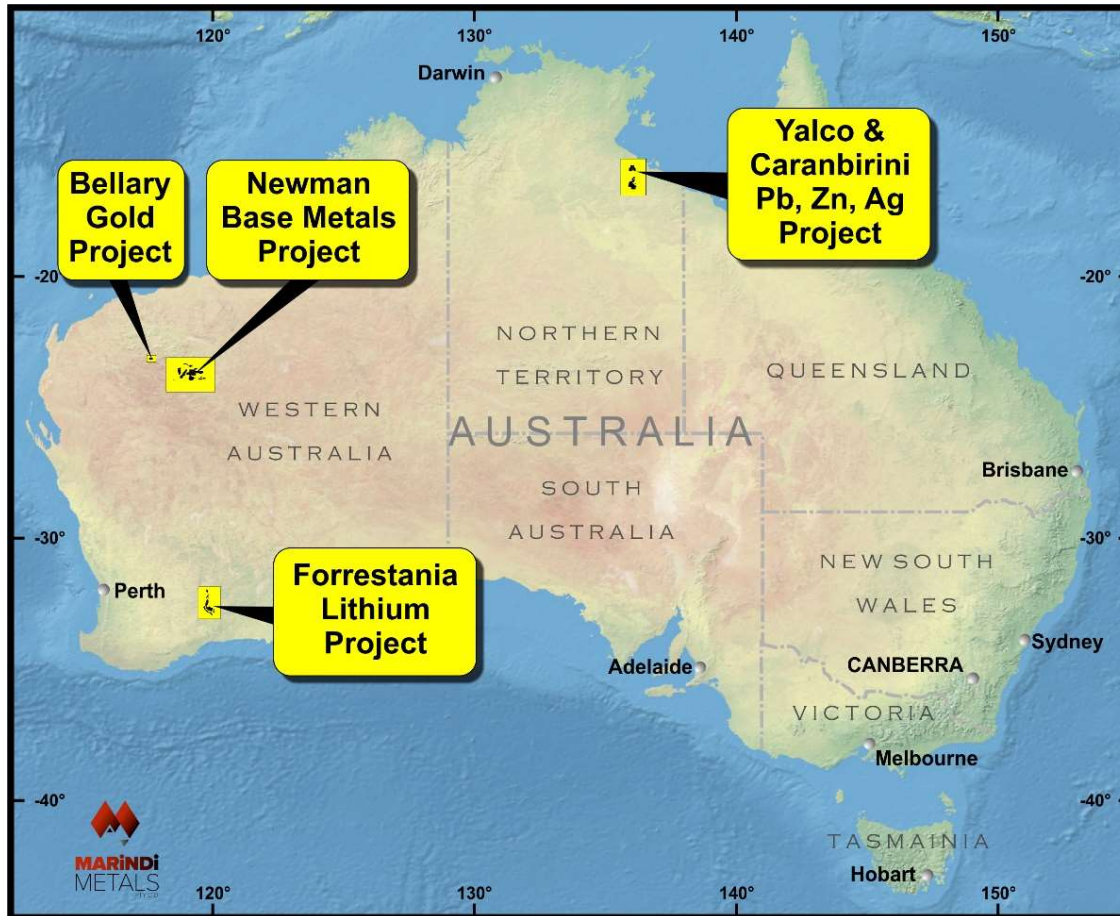 120°
130°
140°
150°
Darwin
Yalco &
Caranbirini
Pb, Zn, Ag
Project
Bellary
Gold
Project
Newman
Base Metals
Project
-20°
-20°
NORTHERN
TERRITORY
QUEENSLAND
WESTERN
AUSTRALIA
AUSTRALIA
SOUTH
AUSTRALIA
Brisbane
-30°
-30°
NEW SOUTH
WALES
Perth
Forrestania
Lithium
Project
Sydney
Adelaide
CANBERRA
VICTORIA
Melbourne
-40°
-40°
TASMAINIA
Hobart
MARiNDi
METALS
120°
130°
140°
150°